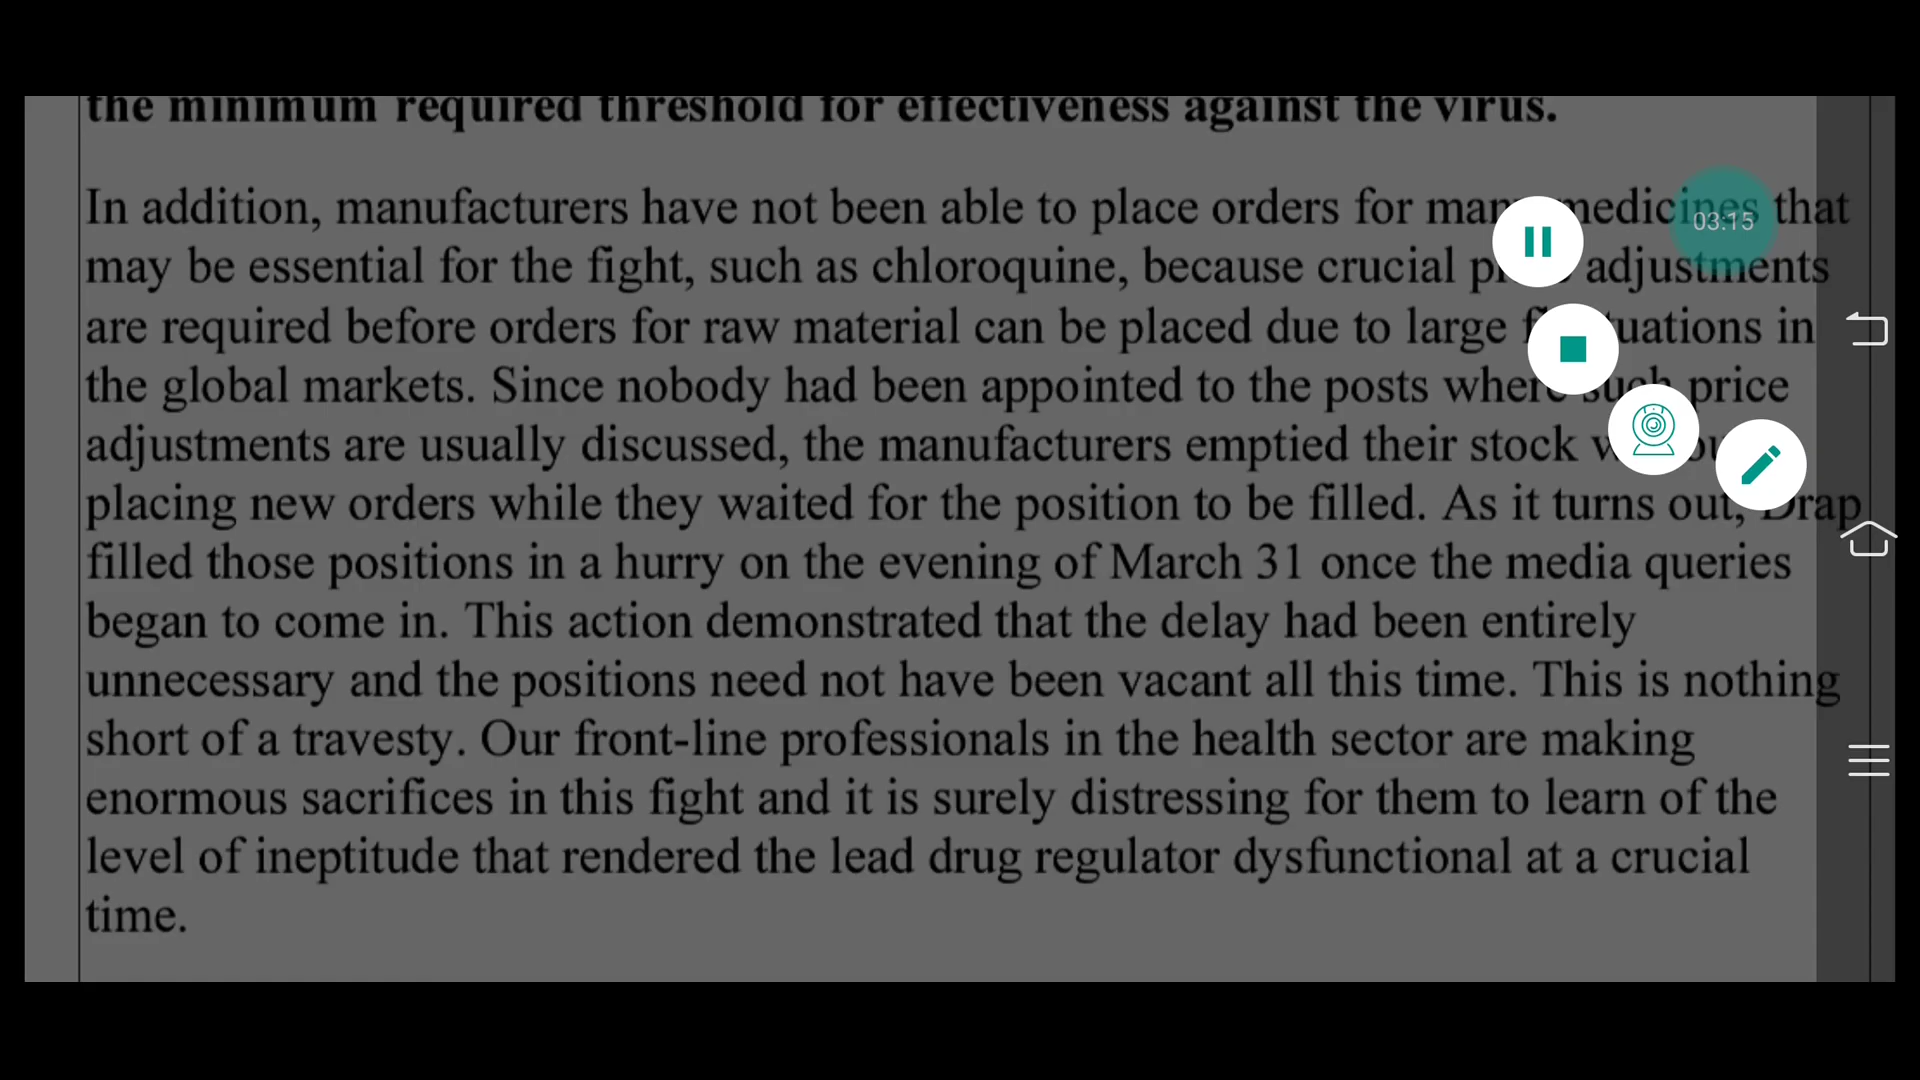 the minimum required threshold for effectiveness against the virus.
In addition, manufacturers have not been able to place orders for medicines that
may be essential for the fight, such as chloroquine, because crucial adjustments
are required before orders for raw material can be placed due to large in
the global markets. Since nobody had been appointed to the posts where such price
adjustments are usually discussed, the manufacturers emptied their stock
placing new orders while they waited for the position to be filled. As it turns out, Drap
filled those positions in a hurry on the evening of March 31 once the media queries
began to come in. This action demonstrated that the delay had been entirely
unnecessary and the positions need not have been vacant all this time. This is nothing
short of a travesty. Our front-line professionals in the health sector are making
enormous sacrifices in this fight and it is surely distressing for them to learn of the
level of ineptitude that rendered the lead drug regulator dysfunctional at a crucial
time.
03:15